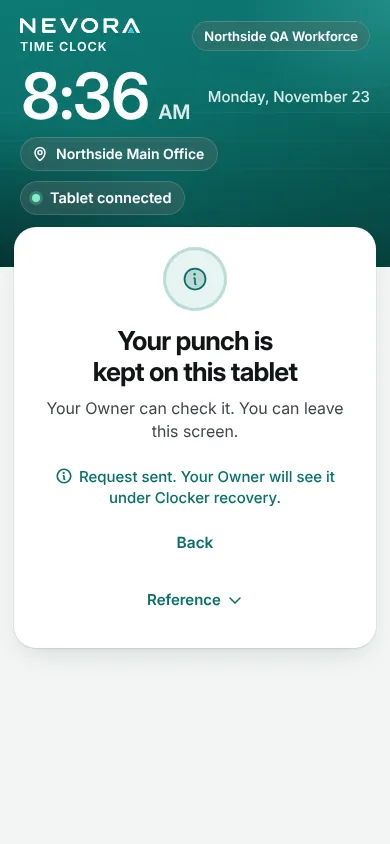 NEVORA
TIME CLOCK
Northside QA Workforce
8:36 AM
Monday, November 23
Northside Main Office
Tablet connected
Your punch is
kept on this tablet
Your Owner can check it. You can leave
this screen.
Request sent. Your Owner will see it
under Clocker recovery.
Back
Reference